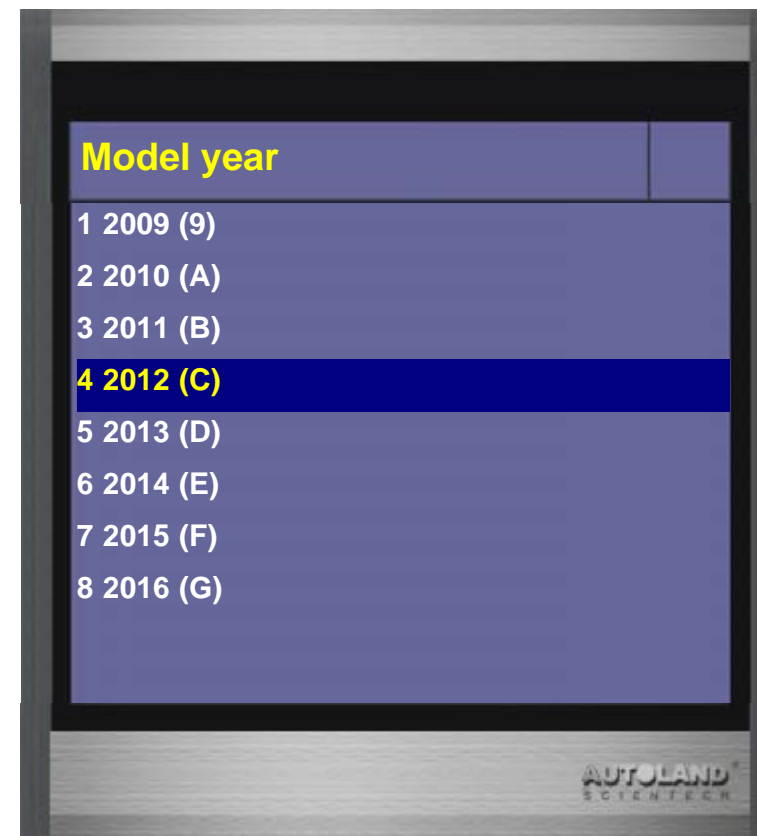 Model year
1 2009 (9)
2 2010 (A)
3 2011 (B)
4 2012 (C)
5 2013 (D)
6 2014 (E)
7 2015 (F)
8 2016 (G)
AUTOLAND
SCIENTECH